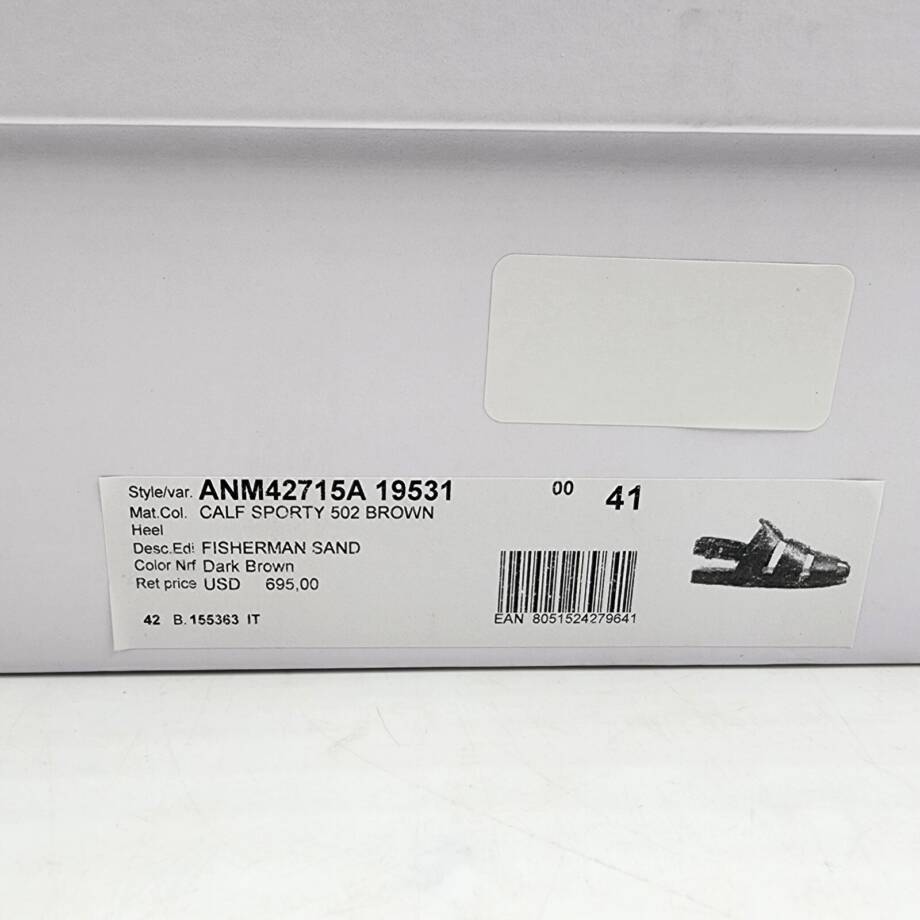 Style/var. ANM42715A 19531 00 41
Mat.Col. CALF SPORTY 502 BROWN
Heel
Desc.Edi FISHERMAN SAND
Color Nrf Dark Brown
Ret price USD 695,00
42 B. 155363 IT
EAN 8051524279641